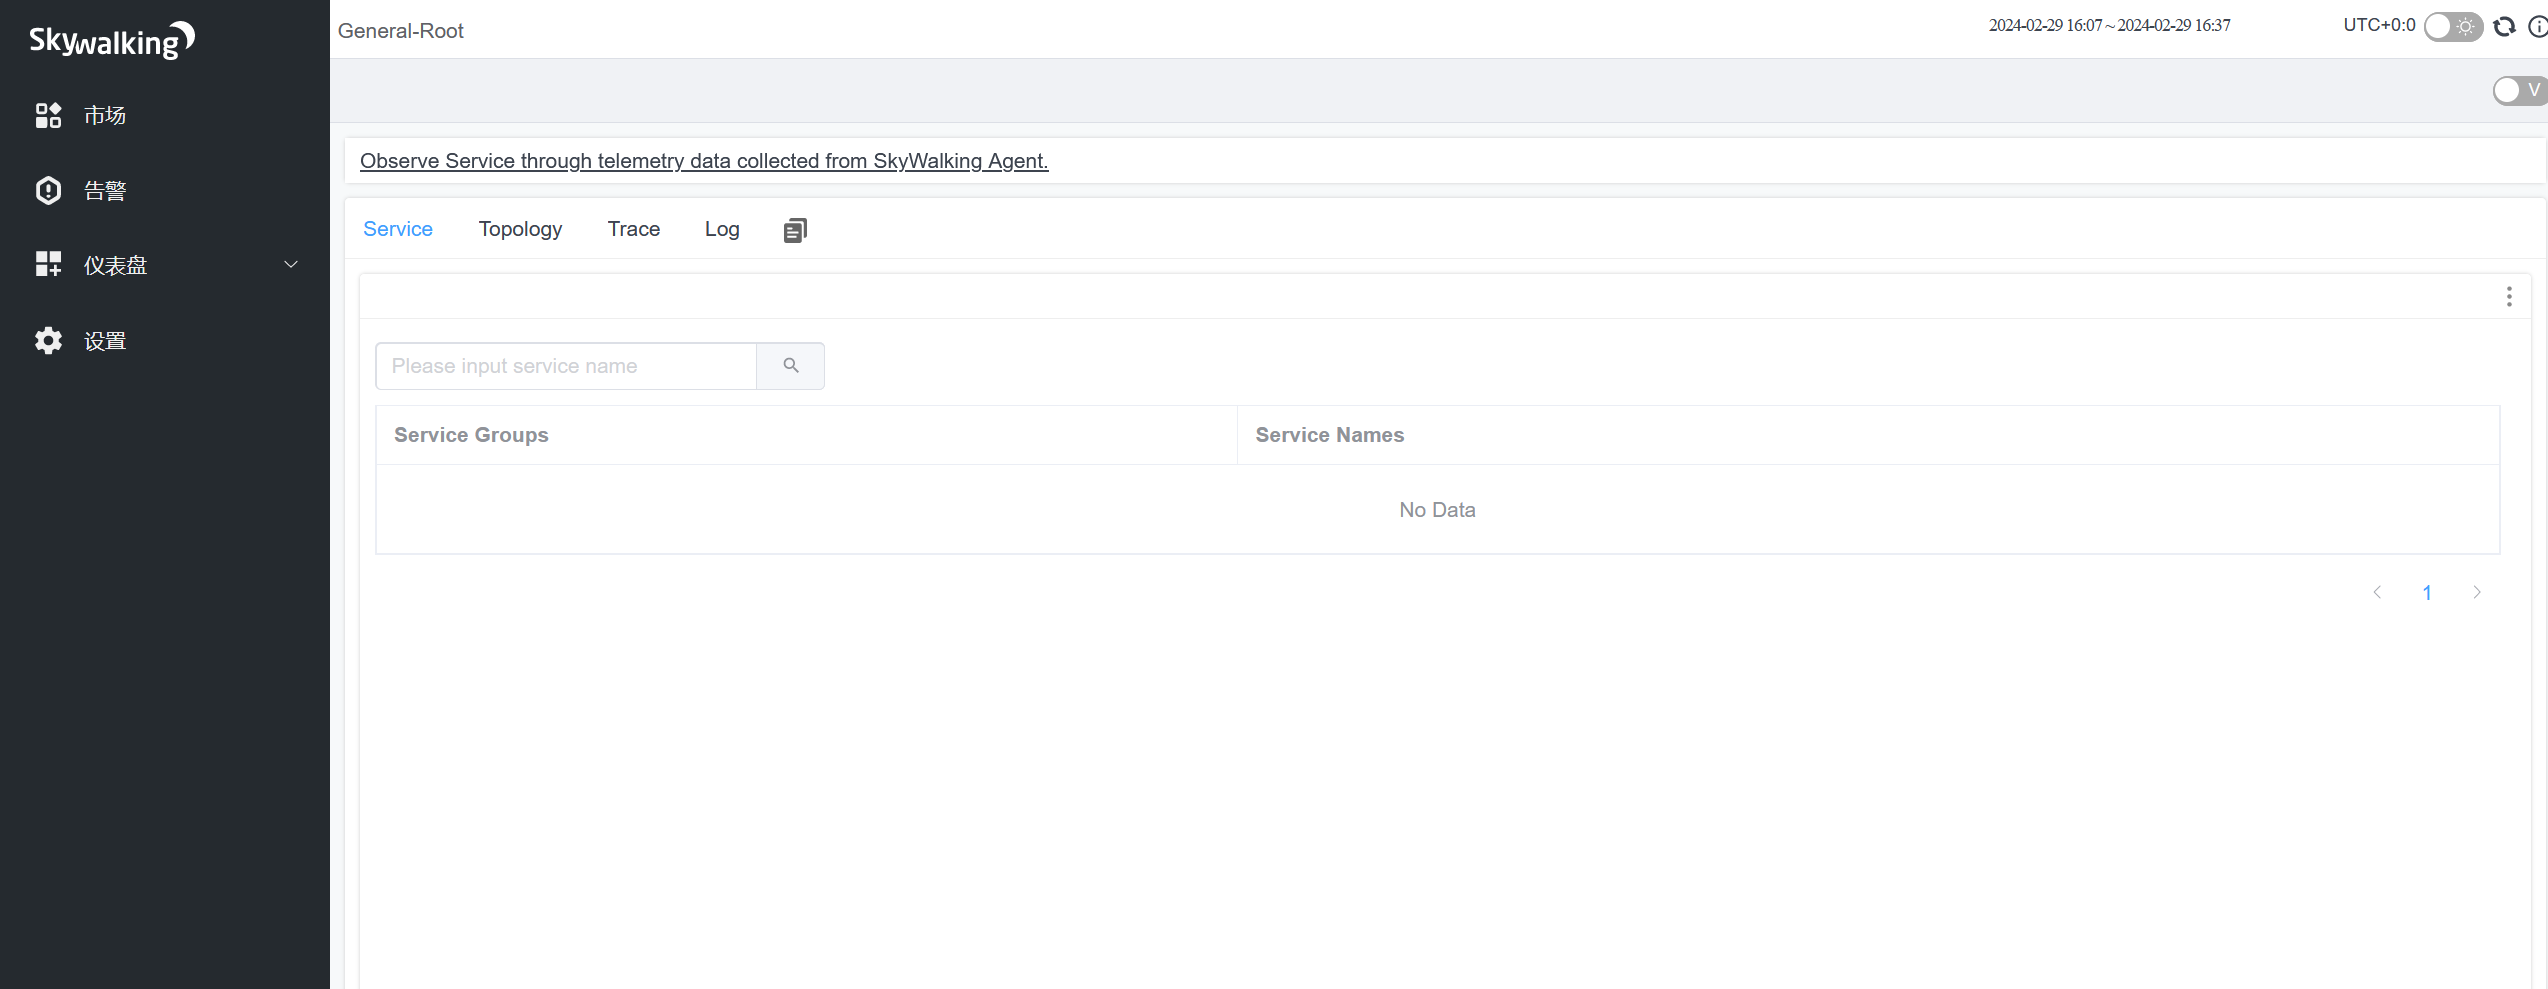 Skywalking
General-Root
2024-02-29 16:07 ~ 2024-02-29 16:37
UTC+0:0
市场
告警
仪表盘
设置
V
Observe Service through telemetry data collected from SkyWalking Agent.
Service Topology Trace Log
Please input service name
Service Groups Service Names
No Data
1